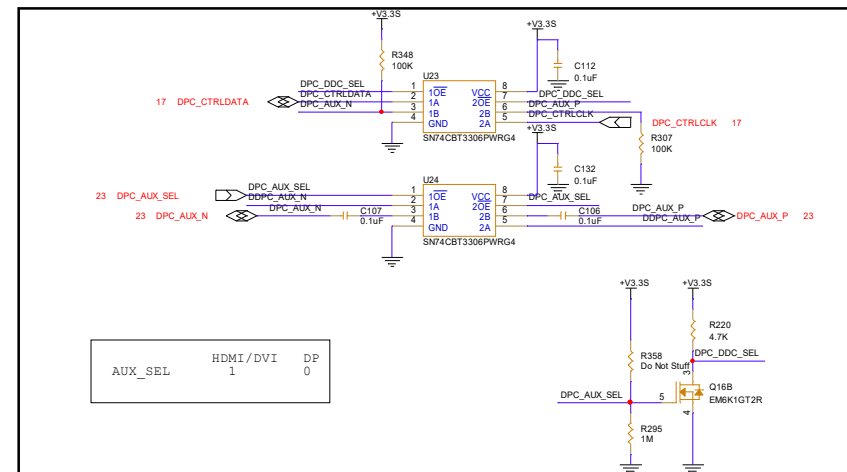 +V3.3S
+V3.3S
R348
100K
C112
0.1uF
U23
DPC_DDC_SEL 1 1OE VCC 8
17 DPC_CTRLDATA DPC_CTRLDATA 2 1A 2OE 7 DPC_DDC_SEL
DPC_AUX_N 3 1B 2B 6 DPC_AUX_P
4 GND 2A 5 DPC_CTRLCLK DPC_CTRLCLK 17
SN74CBT3306PWRG4
+V3.3S
R307
100K
C132
0.1uF
U24
23 DPC_AUX_SEL DPC_AUX_SEL 1 1OE VCC 8
DDPC_AUX_N 2 1A 2OE 7 DPC_AUX_SEL
23 DPC_AUX_N DPC_AUX_N C107 3 1B 2B 6 C106 DPC_AUX_P DPC_AUX_P 23
0.1uF 4 GND 2A 5 0.1uF DDPC_AUX_P
SN74CBT3306PWRG4
+V3.3S
+V3.3S
R220
4.7K
HDMI/DVI DP
AUX_SEL 1 0
R358
Do Not Stuff
DPC_DDC_SEL
3
DPC_AUX_SEL
5
Q16B
EM6K1GT2R
4
R295
1M